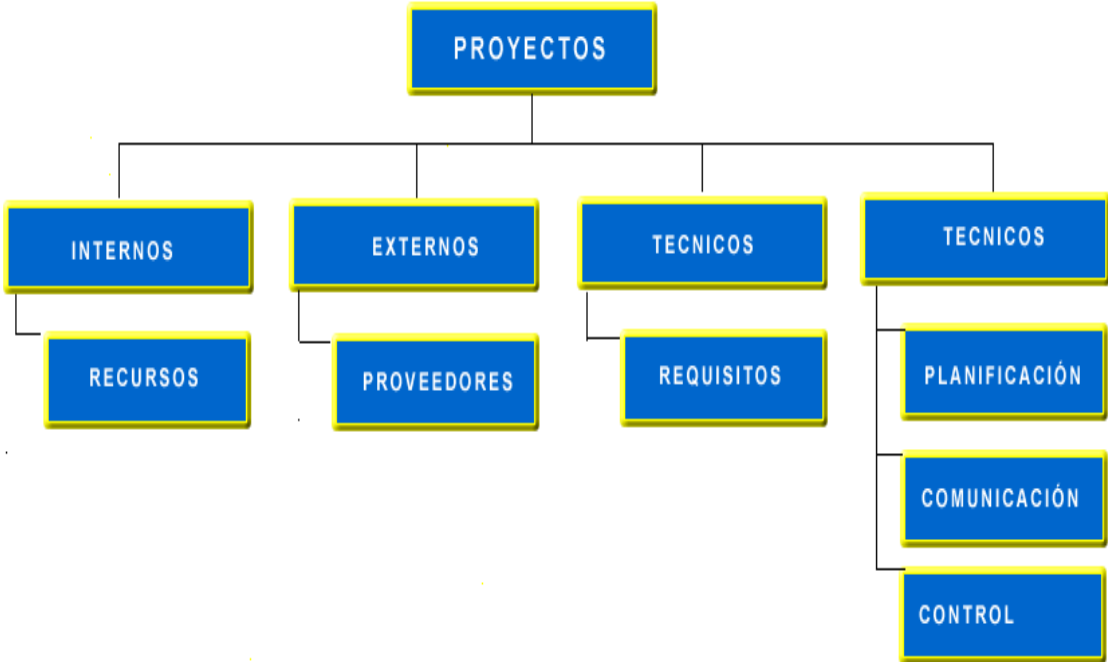 PROYECTOS
INTERNOS
EXTERNOS
TECNICOS
TECNICOS
RECURSOS
PROVEEDORES
REQUISITOS
PLANIFICACIÓN
COMUNICACIÓN
CONTROL